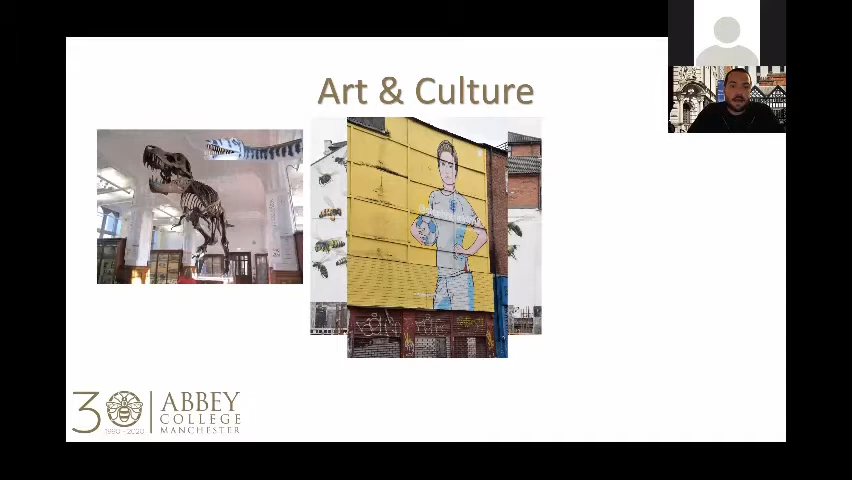 Art & Culture
30
1990 - 2020
ABBEY
COLLEGE
MANCHESTER